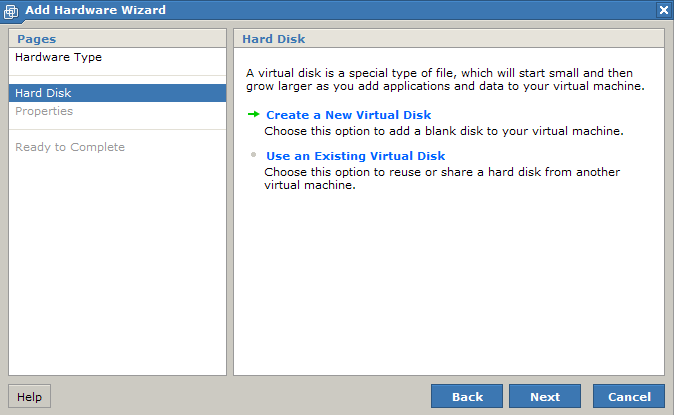 Add Hardware Wizard
Pages
Hardware Type
Hard Disk
Properties
Ready to Complete
Hard Disk
A virtual disk is a special type of file, which will start small and then
grow larger as you add applications and data to your virtual machine.
Create a New Virtual Disk
Choose this option to add a blank disk to your virtual machine.
Use an Existing Virtual Disk
Choose this option to reuse or share a hard disk from another
virtual machine.
Help
Back
Next
Cancel